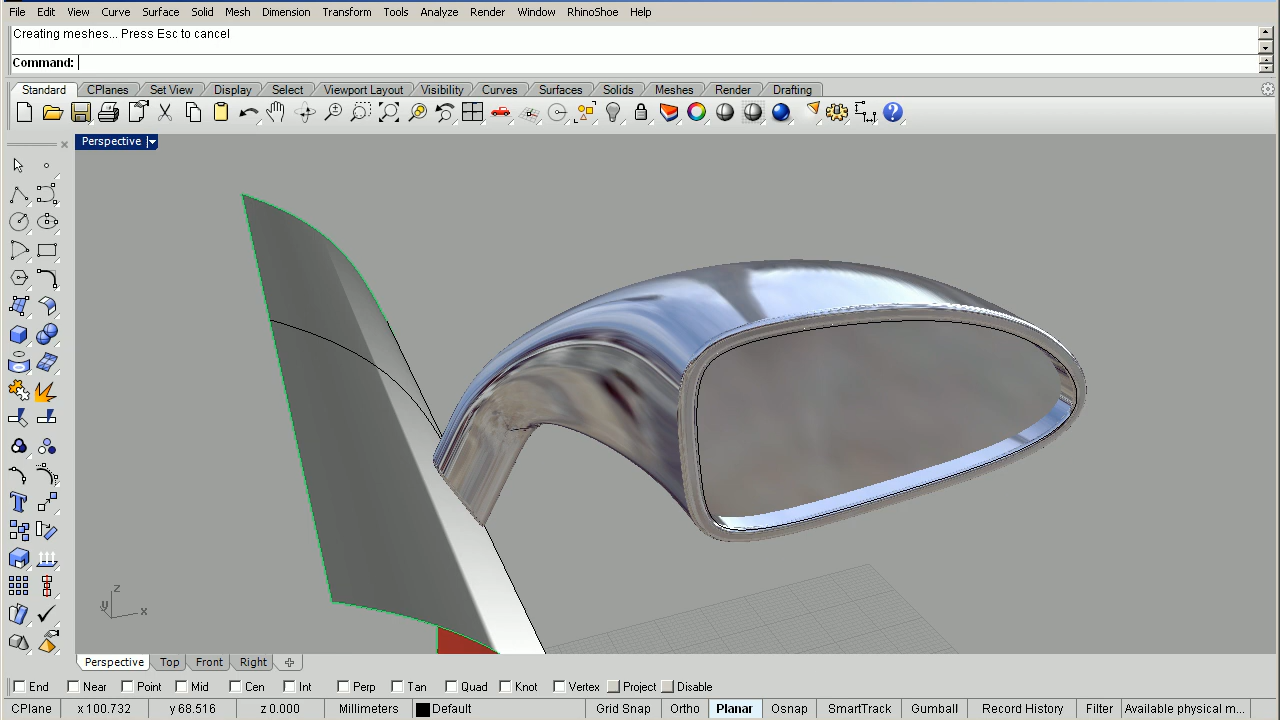 File Edit View Curve Surface Solid Mesh Dimension Transform Tools Analyze Render Window RhinoShoe Help
Creating meshes... Press Esc to cancel
Command:
Standard CPlanes Set View Display Select Viewport Layout Visibility Curves Surfaces Solids Meshes Render Drafting
Perspective
z
y x
Perspective Top Front Right
End Near Point Mid Cen Int Perp Tan Quad Knot Vertex Project Disable
CPlane x 100.732 y 68.516 z 0.000 Millimeters Default Grid Snap Ortho Planar Osnap SmartTrack Gumball Record History Filter Available physical m...